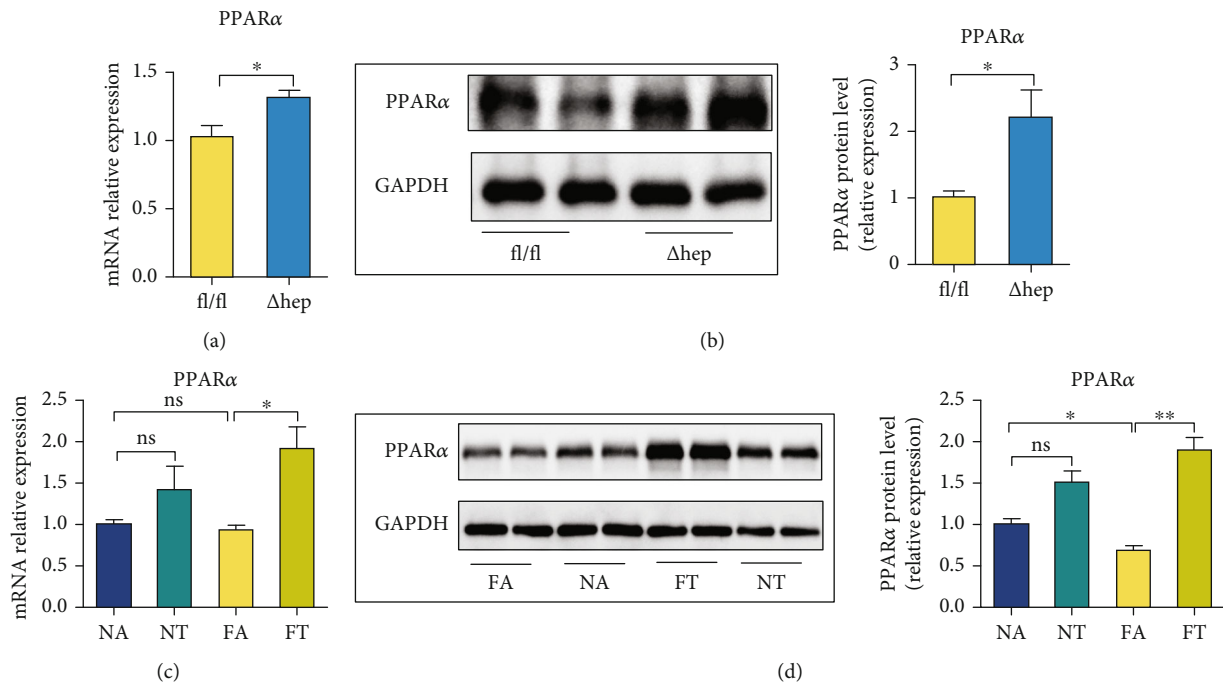 PPARα
mRNA relative expression
1.5
1.0
0.5
0.0
*
fl/fl
Δhep
(a)
PPARα
GAPDH
fl/fl
Δhep
PPARα
PPARα protein level
(relative expression)
3
2
1
0
*
fl/fl
Δhep
(b)
PPARα
mRNA relative expression
2.5
2.0
1.5
1.0
0.5
0.0
ns
*
ns
NA
NT
FA
FT
(c)
PPARα
GAPDH
FA
NA
FT
NT
PPARα
PPARα protein level
(relative expression)
2.5
2.0
1.5
1.0
0.5
0.0
*
**
ns
NA
NT
FA
FT
(d)